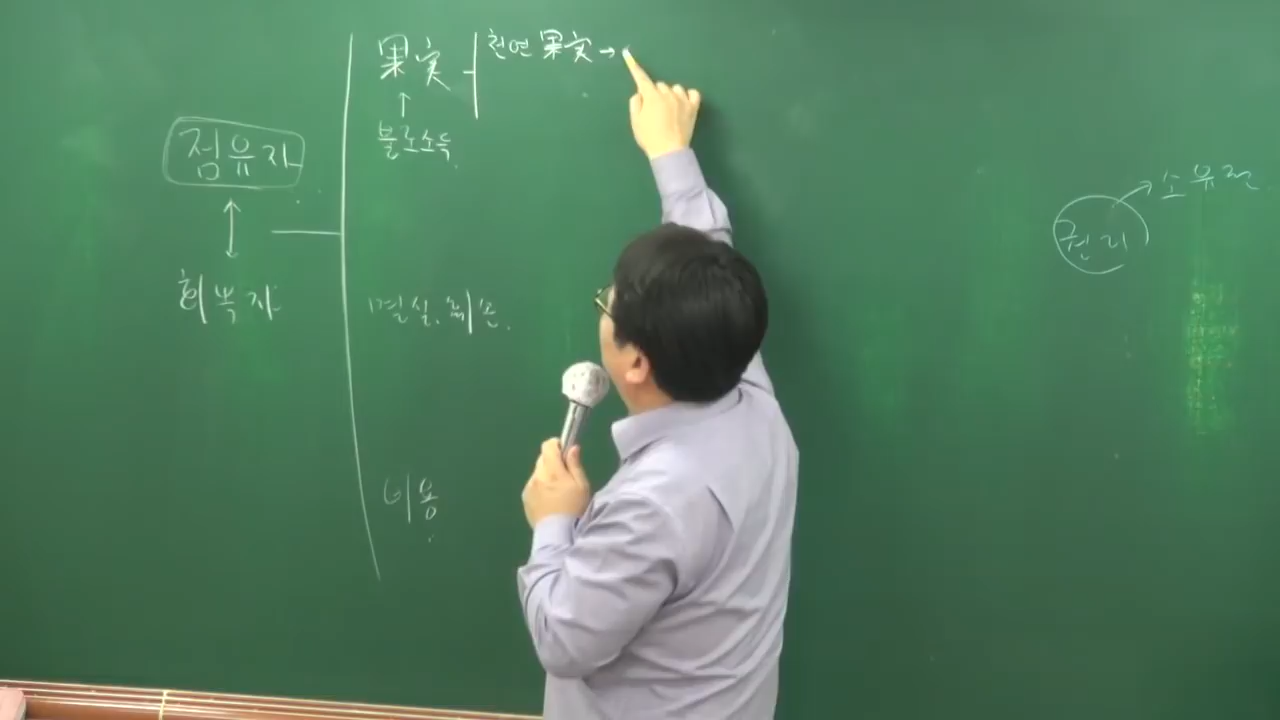 점유자
↕
회복자
果实
천연 果实 →
↑
불로소득
멸실, 훼손.
비용
권리
소유권